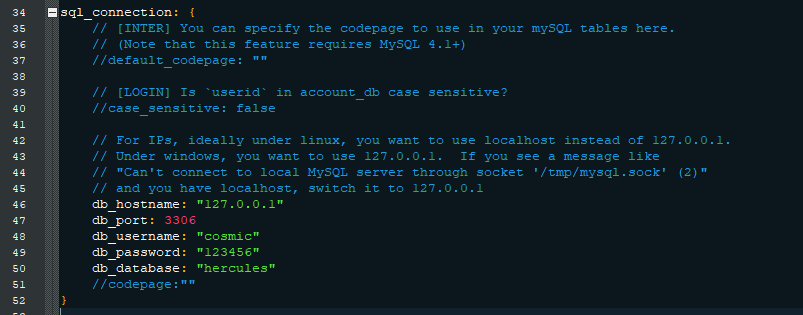 34 sql_connection: {
35 // [INTER] You can specify the codepage to use in your mySQL tables here.
36 // (Note that this feature requires MySQL 4.1+)
37 //default_codepage: ""
38
39 // [LOGIN] Is `userid` in account_db case sensitive?
40 //case_sensitive: false
41
42 // For IPs, ideally under linux, you want to use localhost instead of 127.0.0.1.
43 // Under windows, you want to use 127.0.0.1.  If you see a message like
44 // "Can't connect to local MySQL server through socket '/tmp/mysql.sock' (2)"
45 // and you have localhost, switch it to 127.0.0.1
46 db_hostname: "127.0.0.1"
47 db_port: 3306
48 db_username: "cosmic"
49 db_password: "123456"
50 db_database: "hercules"
51 //codepage:""
52 }